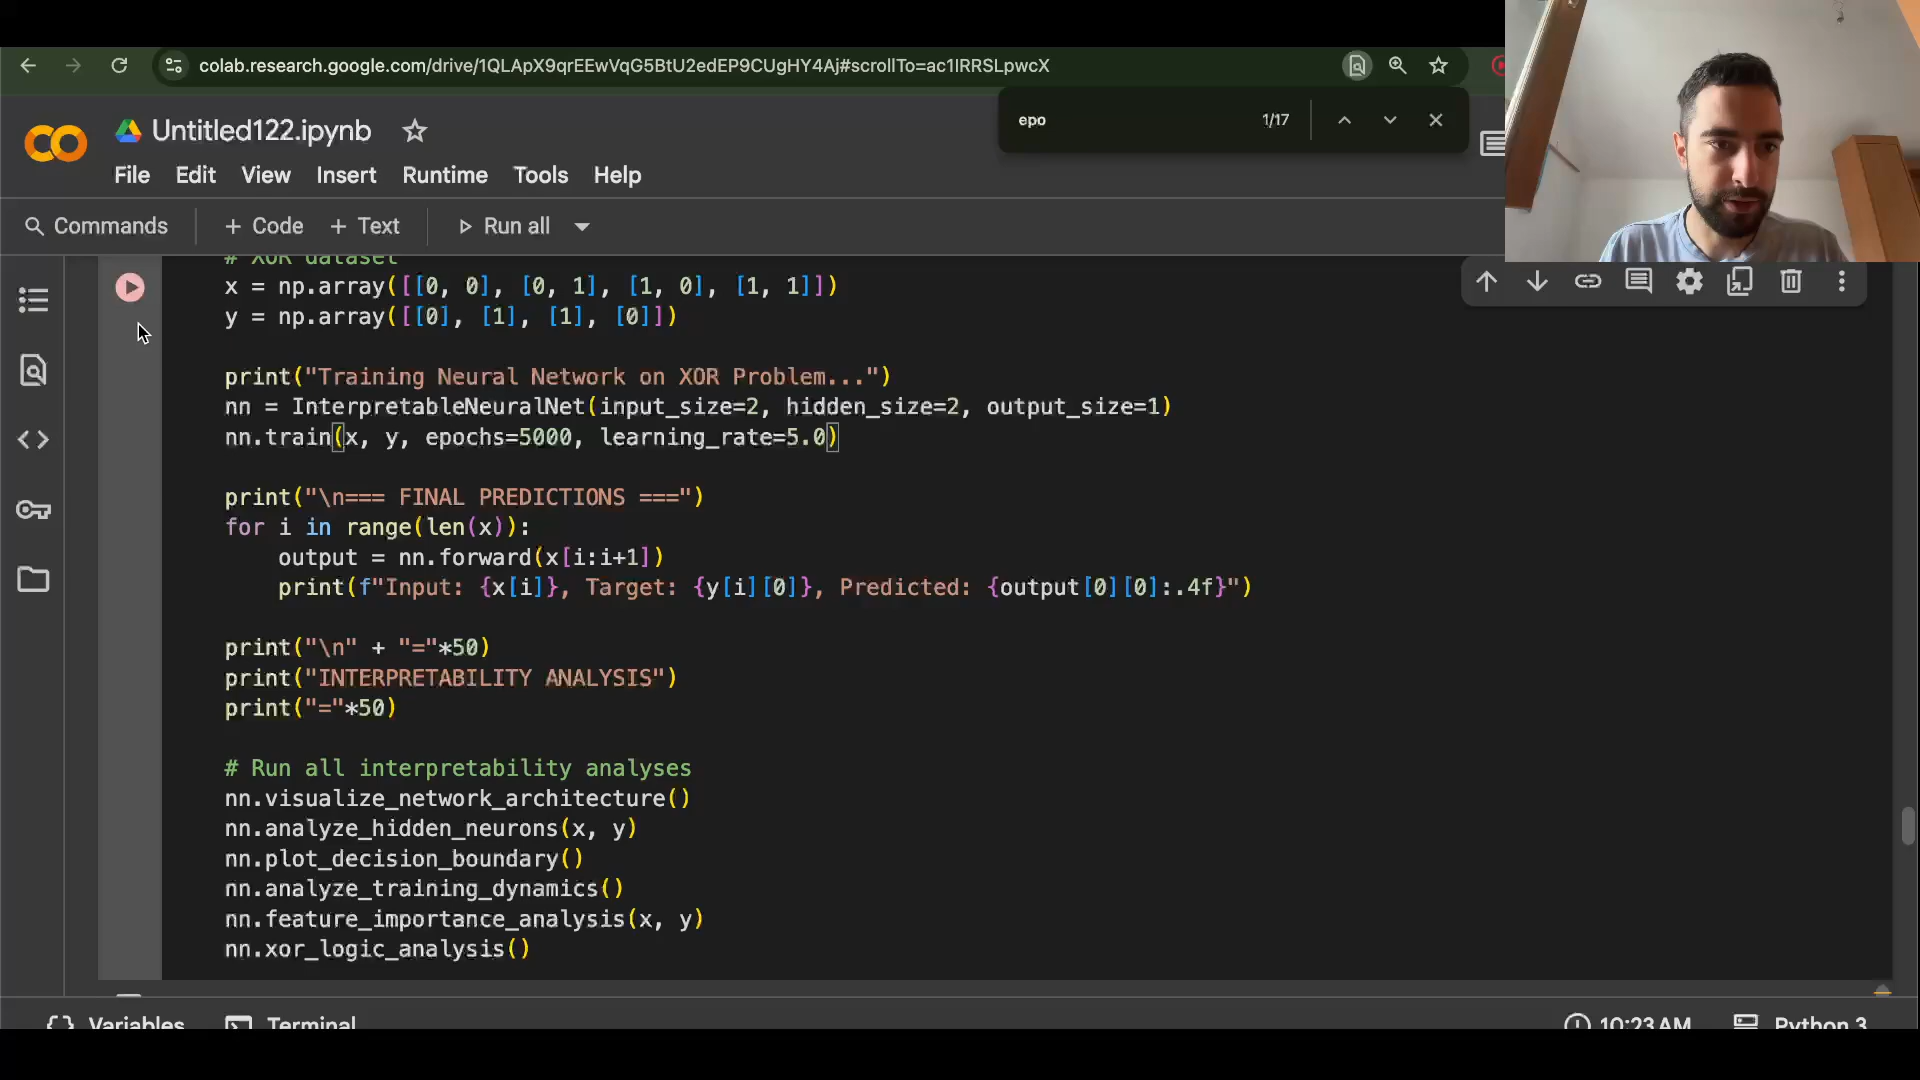 colab.research.google.com/drive/1QLApX9qrEEwVqG5BtU2edEP9CUgHY4Aj#scrollTo=ac1lRRSLpwcX
epo 1/17
Untitled122.ipynb
File Edit View Insert Runtime Tools Help
Commands + Code + Text Run all
# XOR dataset
x = np.array([[0, 0], [0, 1], [1, 0], [1, 1]])
y = np.array([[0], [1], [1], [0]])
print("Training Neural Network on XOR Problem...")
nn = InterpretableNeuralNet(input_size=2, hidden_size=2, output_size=1)
nn.train(x, y, epochs=5000, learning_rate=5.0)
print("\n=== FINAL PREDICTIONS ===")
for i in range(len(x)):
    output = nn.forward(x[i:i+1])
    print(f"Input: {x[i]}, Target: {y[i][0]}, Predicted: {output[0][0]:.4f}")
print("\n" + "="*50)
print("INTERPRETABILITY ANALYSIS")
print("="*50)
# Run all interpretability analyses
nn.visualize_network_architecture()
nn.analyze_hidden_neurons(x, y)
nn.plot_decision_boundary()
nn.analyze_training_dynamics()
nn.feature_importance_analysis(x, y)
nn.xor_logic_analysis()
Variables Terminal 10:23 AM Python 3